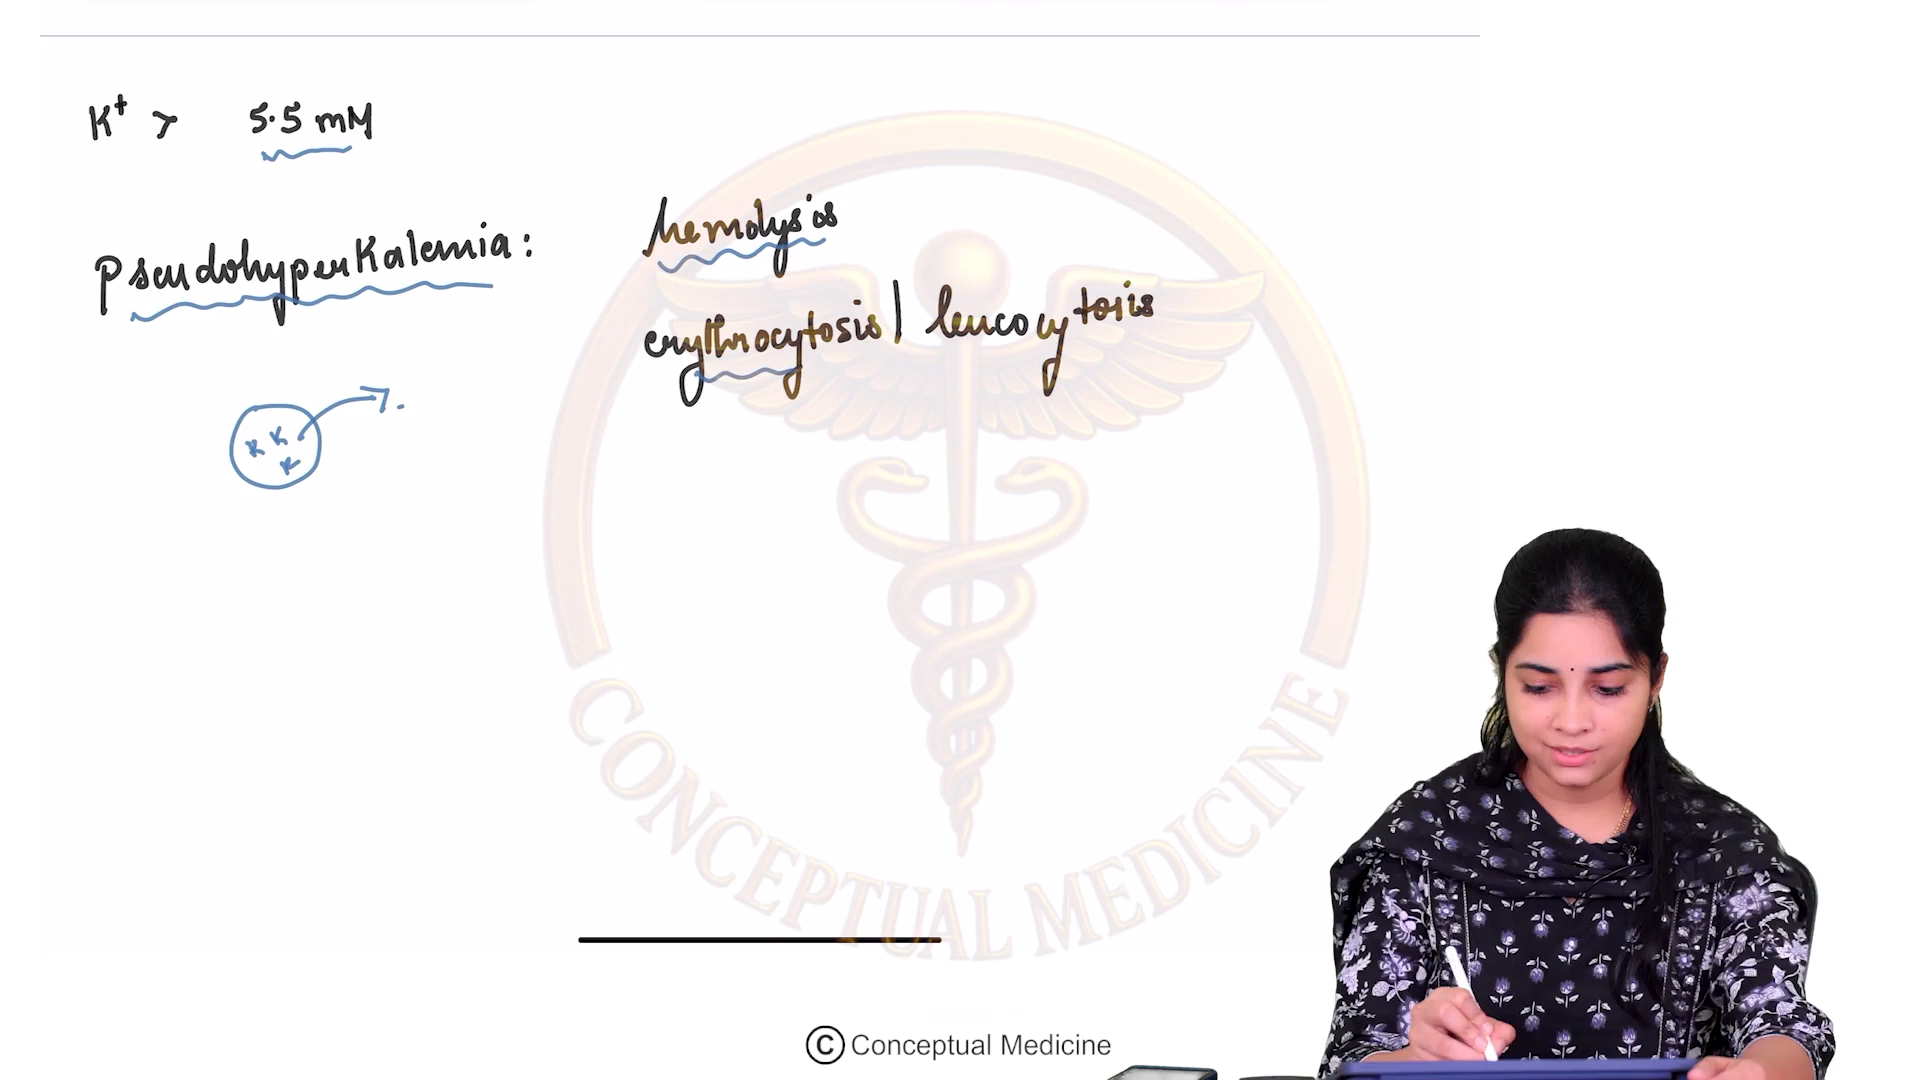 K⁺ > 5.5 mM
Pseudohyperkalemia: hemolysis
erythrocytosis / leucocytosis
K K
K
CONCEPTUAL MEDICINE
© Conceptual Medicine